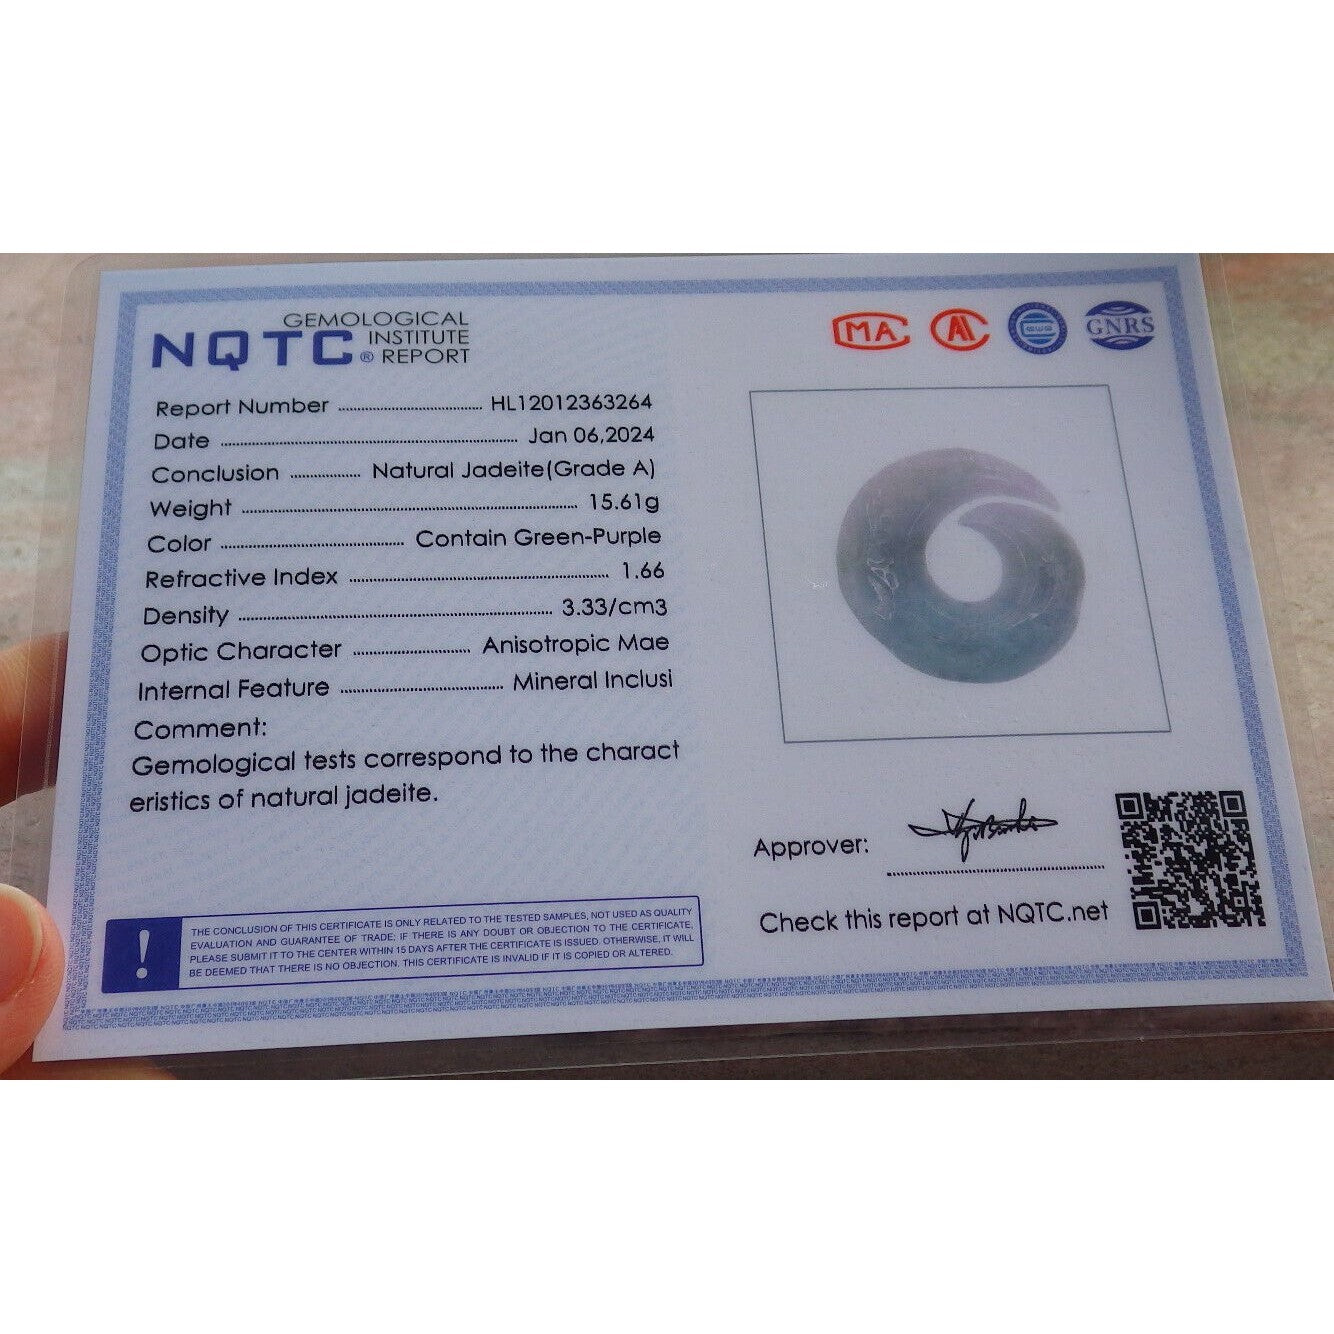 NQTC® GEMOLOGICAL
INSTITUTE
REPORT
Report Number ........ HL12012363264
Date ........ Jan 06,2024
Conclusion ........ Natural Jadeite(Grade A)
Weight ........ 15.61g
Color ........ Contain Green-Purple
Refractive Index ........ 1.66
Density ........ 3.33/cm3
Optic Character ........ Anisotropic Mae
Internal Feature ........ Mineral Inclusi
Comment:
Gemological tests correspond to the charact
eristics of natural jadeite.
! THE CONCLUSION OF THIS CERTIFICATE IS ONLY RELATED TO THE TESTED SAMPLES, NOT USED AS QUALITY
EVALUATION AND GUARANTEE OF TRADE; IF THERE IS ANY DOUBT OR OBJECTION TO THE CERTIFICATE,
PLEASE SUBMIT IT TO THE CENTER WITHIN 15 DAYS AFTER THE CERTIFICATE IS ISSUED. OTHERWISE, IT WILL
BE DEEMED THAT THERE IS NO OBJECTION. THIS CERTIFICATE IS INVALID IF IT IS COPIED OR ALTERED.
MA
GNRS
Approver:
Check this report at NQTC.net